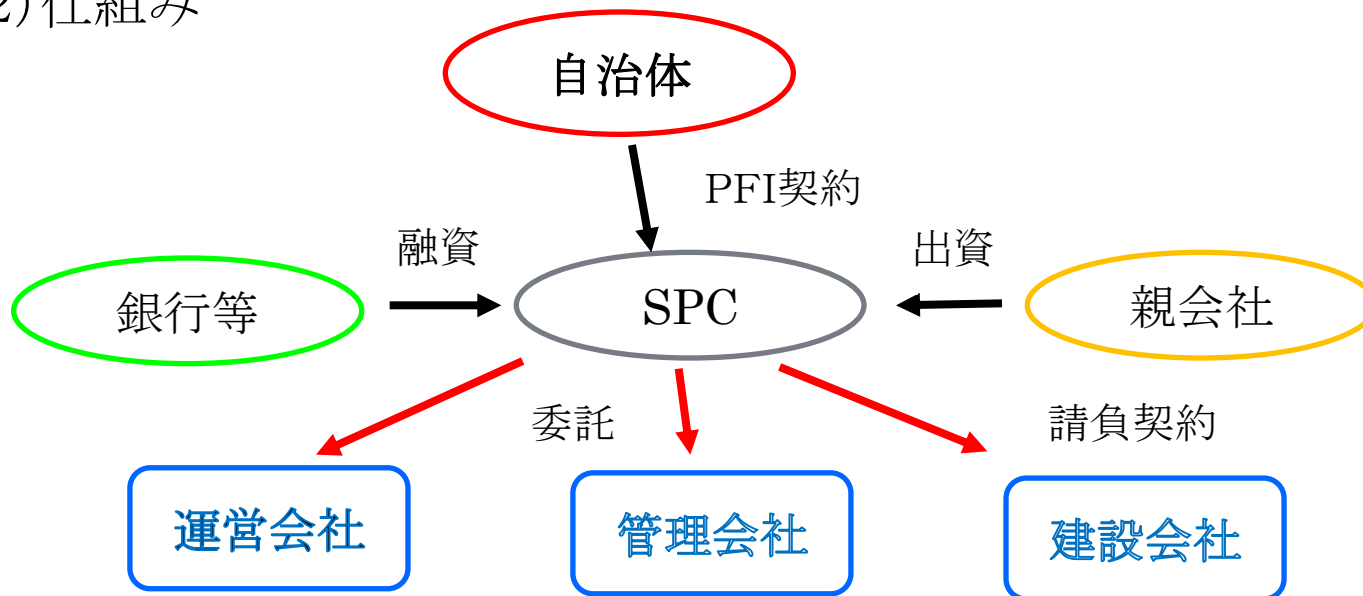 2)仕組み
自治体
PFI契約
融資
出資
銀行等
SPC
親会社
委託
請負契約
運営会社
管理会社
建設会社